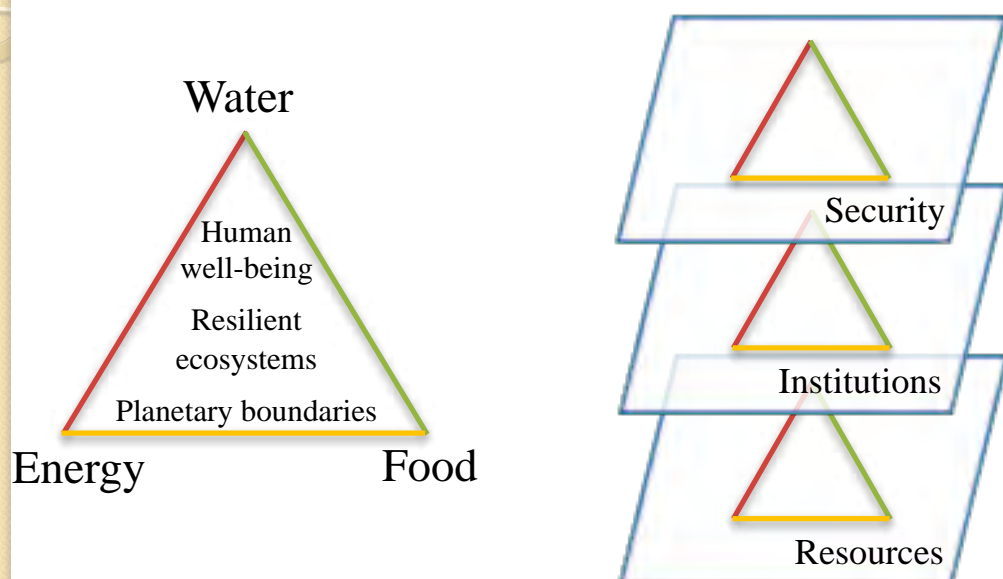 Water
Human
well-being
Resilient
ecosystems
Planetary boundaries
Energy
Food
Security
Institutions
Resources